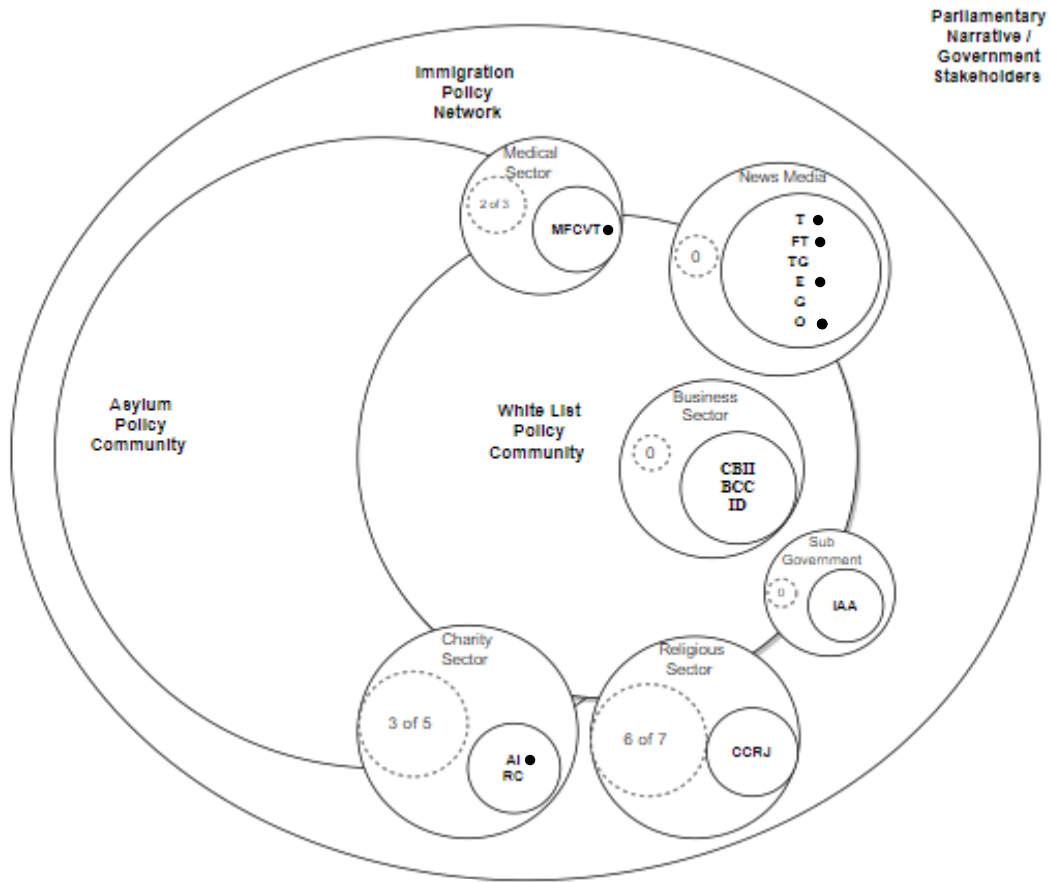 Parliamentary
Narrative /
Government
Stakeholders
Immigration
Policy
Network
Medical
Sector
2 of 3
MFCVT
News Media
0
T
FT
TG
E
G
O
Asylum
Policy
Community
White List
Policy
Community
Business
Sector
0
CBII
BCC
ID
Sub
Government
0
IAA
Charity
Sector
3 of 5
AI
RC
Religious
Sector
6 of 7
CCRJ